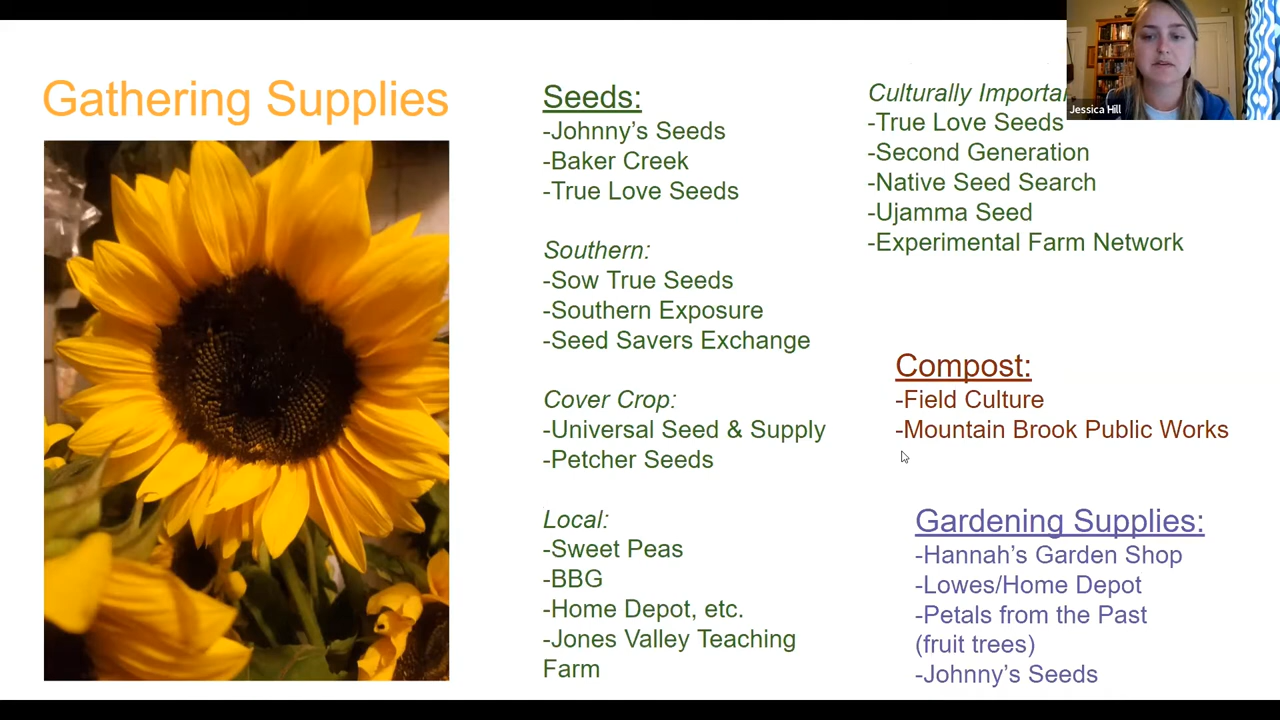 Gathering Supplies
Seeds:
-Johnny's Seeds
-Baker Creek
-True Love Seeds
Southern:
-Sow True Seeds
-Southern Exposure
-Seed Savers Exchange
Cover Crop:
-Universal Seed & Supply
-Petcher Seeds
Local:
-Sweet Peas
-BBG
-Home Depot, etc.
-Jones Valley Teaching
Farm
Culturally
-True Love Seeds
-Second Generation
-Native Seed Search
-Ujamma Seed
-Experimental Farm Network
Compost:
-Field Culture
-Mountain Brook Public Works
Gardening Supplies:
-Hannah's Garden Shop
-Lowes/Home Depot
-Petals from the Past
(fruit trees)
-Johnny's Seeds
Jessica Hill